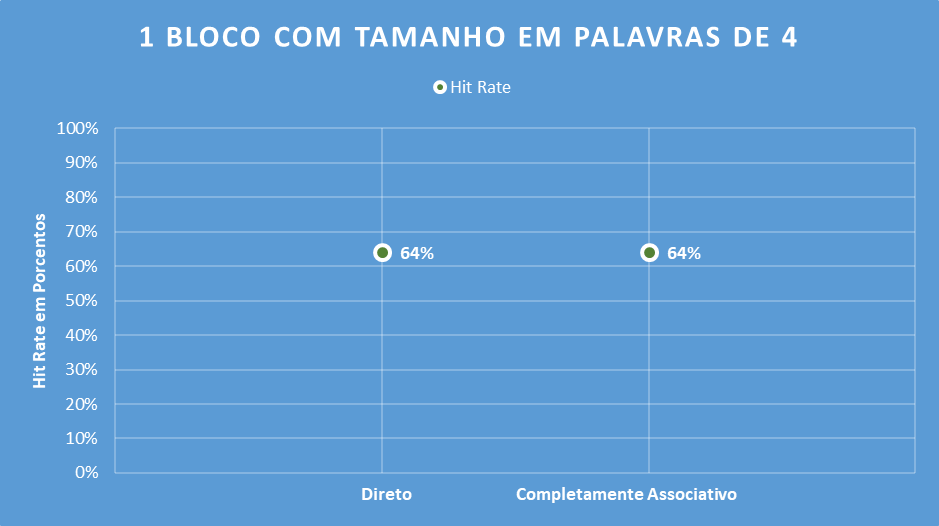 1 BLOCO COM TAMANHO EM PALAVRAS DE 4
Hit Rate
Hit Rate em Porcentos
100%
90%
80%
70%
60%
50%
40%
30%
20%
10%
0%
64%
64%
Direto
Completamente Associativo